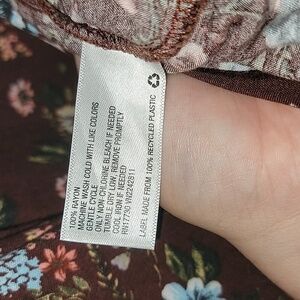 100% RAYON
MACHINE WASH COLD WITH LIKE COLORS
GENTLE CYCLE
ONLY NON-CHLORINE BLEACH IF NEEDED
TUMBLE DRY LOW, REMOVE PROMPTLY
COOL IRON IF NEEDED
RN17730 VN2242811
LABEL MADE FROM 100% RECYCLED PLASTIC